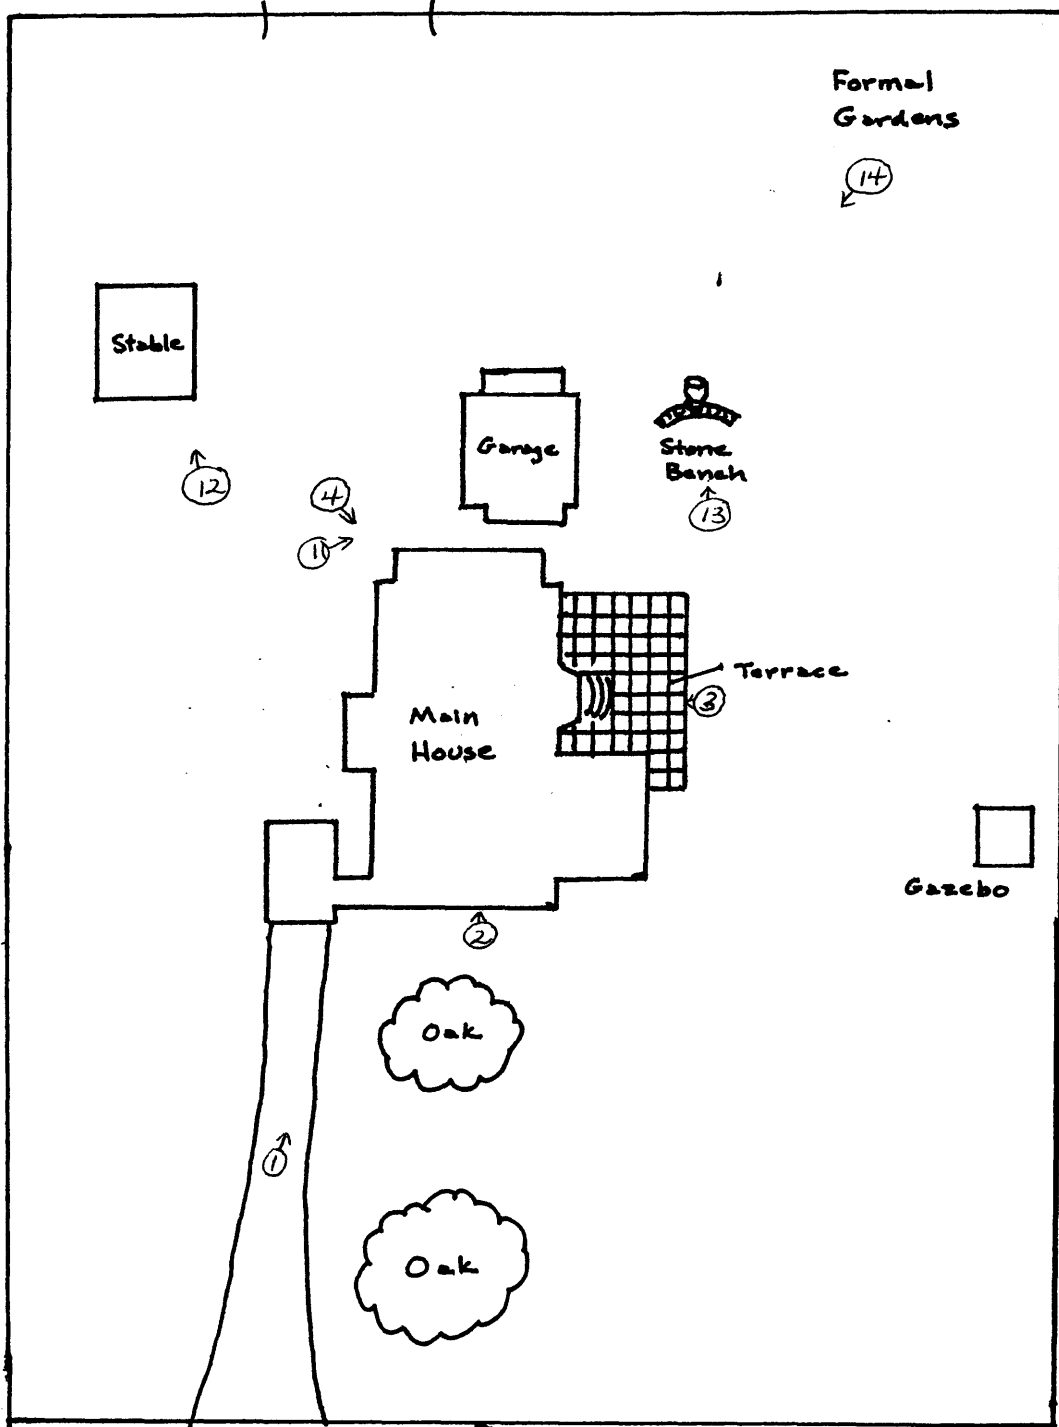 Formal
Gardens
14
Stable
Garage
Stone
Bench
12
4
13
11
Terrace
3
Main
House
Gazebo
2
Oak
1
Oak